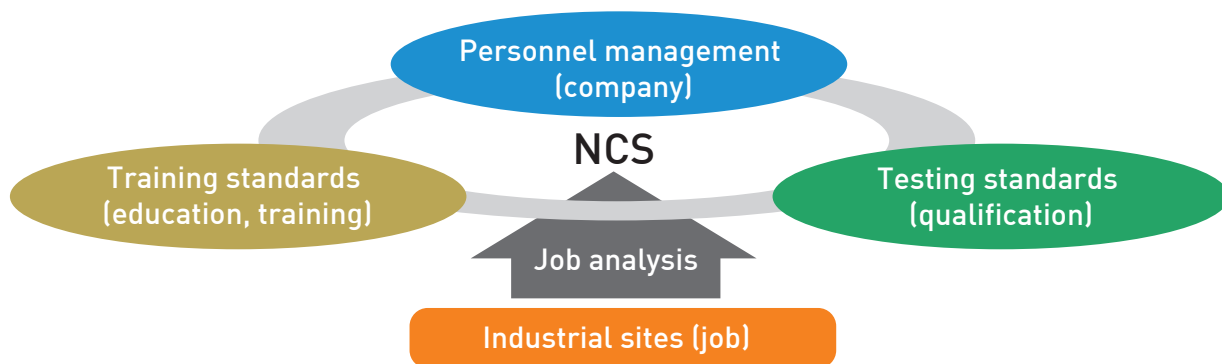 Personnel management
(company)
NCS
Training standards
(education, training)
Testing standards
(qualification)
Job analysis
Industrial sites (job)